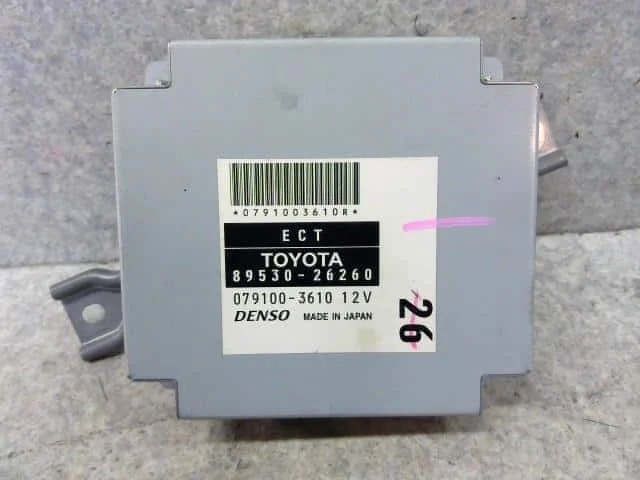 *0791003610R*
ECT
TOYOTA
89530-26260
079100-3610 12V
DENSO MADE IN JAPAN
26